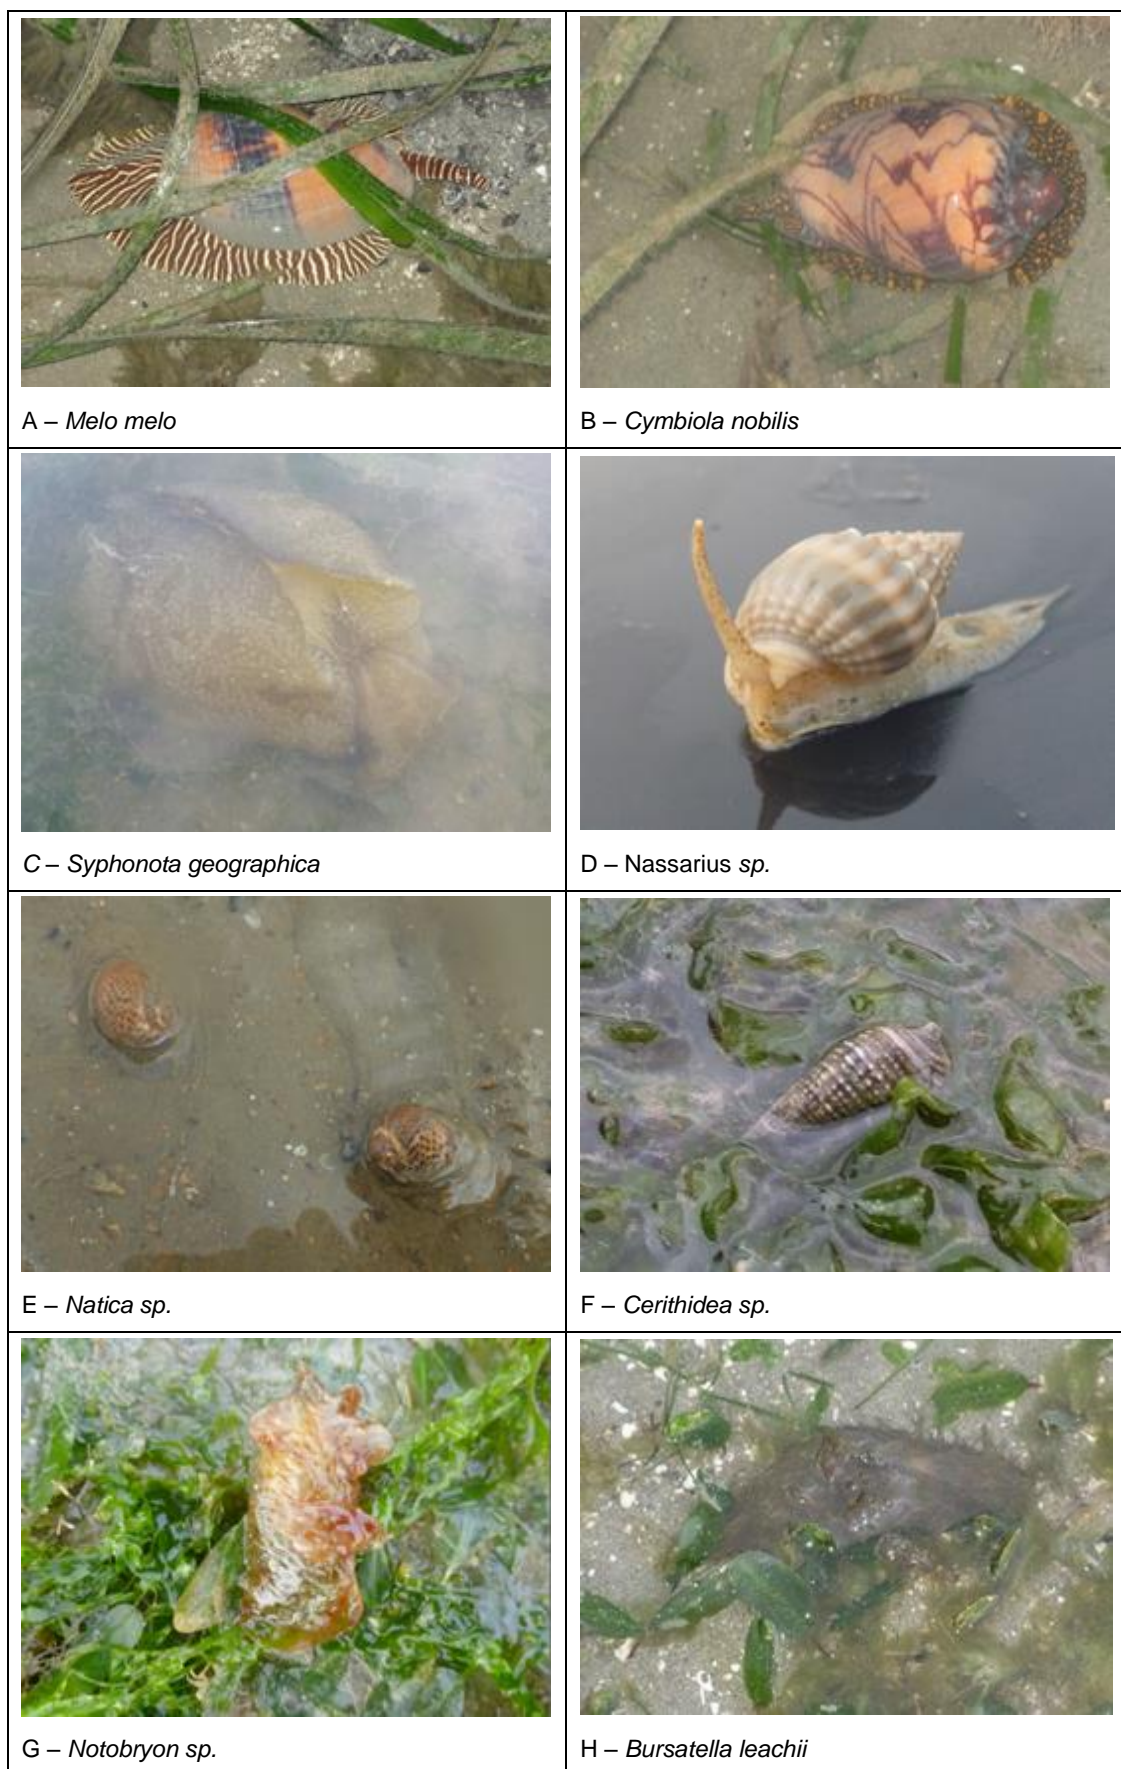 A – Melo melo
B – Cymbiola nobilis
C – Syphonota geographica
D – Nassarius sp.
E – Natica sp.
F – Cerithidea sp.
G – Notobryon sp.
H – Bursatella leachii